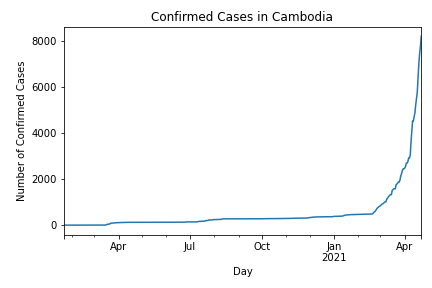 Confirmed Cases in Cambodia
8000
6000
4000
2000
0
Number of Confirmed Cases
Apr Jul Oct Jan Apr
2021
Day